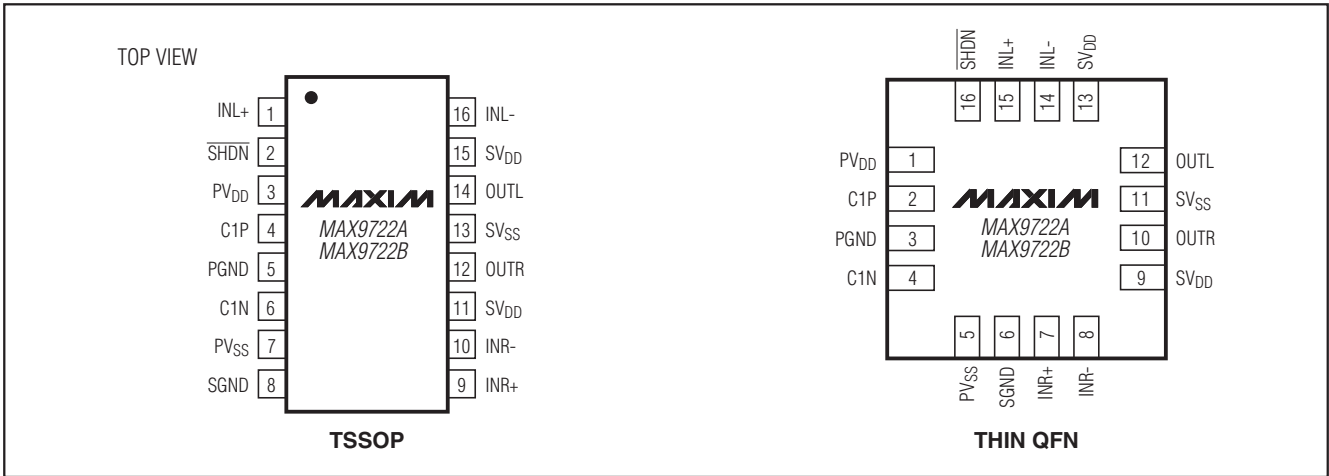 TOP VIEW
INL+ 1
SHDN 2
PVDD 3
C1P 4
PGND 5
C1N 6
PVSS 7
SGND 8
MAXIM
MAX9722A
MAX9722B
16 INL-
15 SVDD
14 OUTL
13 SVSS
12 OUTR
11 SVDD
10 INR-
9 INR+
TSSOP
SHDN INL+ INL- SVDD
16 15 14 13
PVDD 1
C1P 2
PGND 3
C1N 4
MAXIM
MAX9722A
MAX9722B
12 OUTL
11 SVSS
10 OUTR
9 SVDD
5 6 7 8
PVSS SGND INR+ INR-
THIN QFN